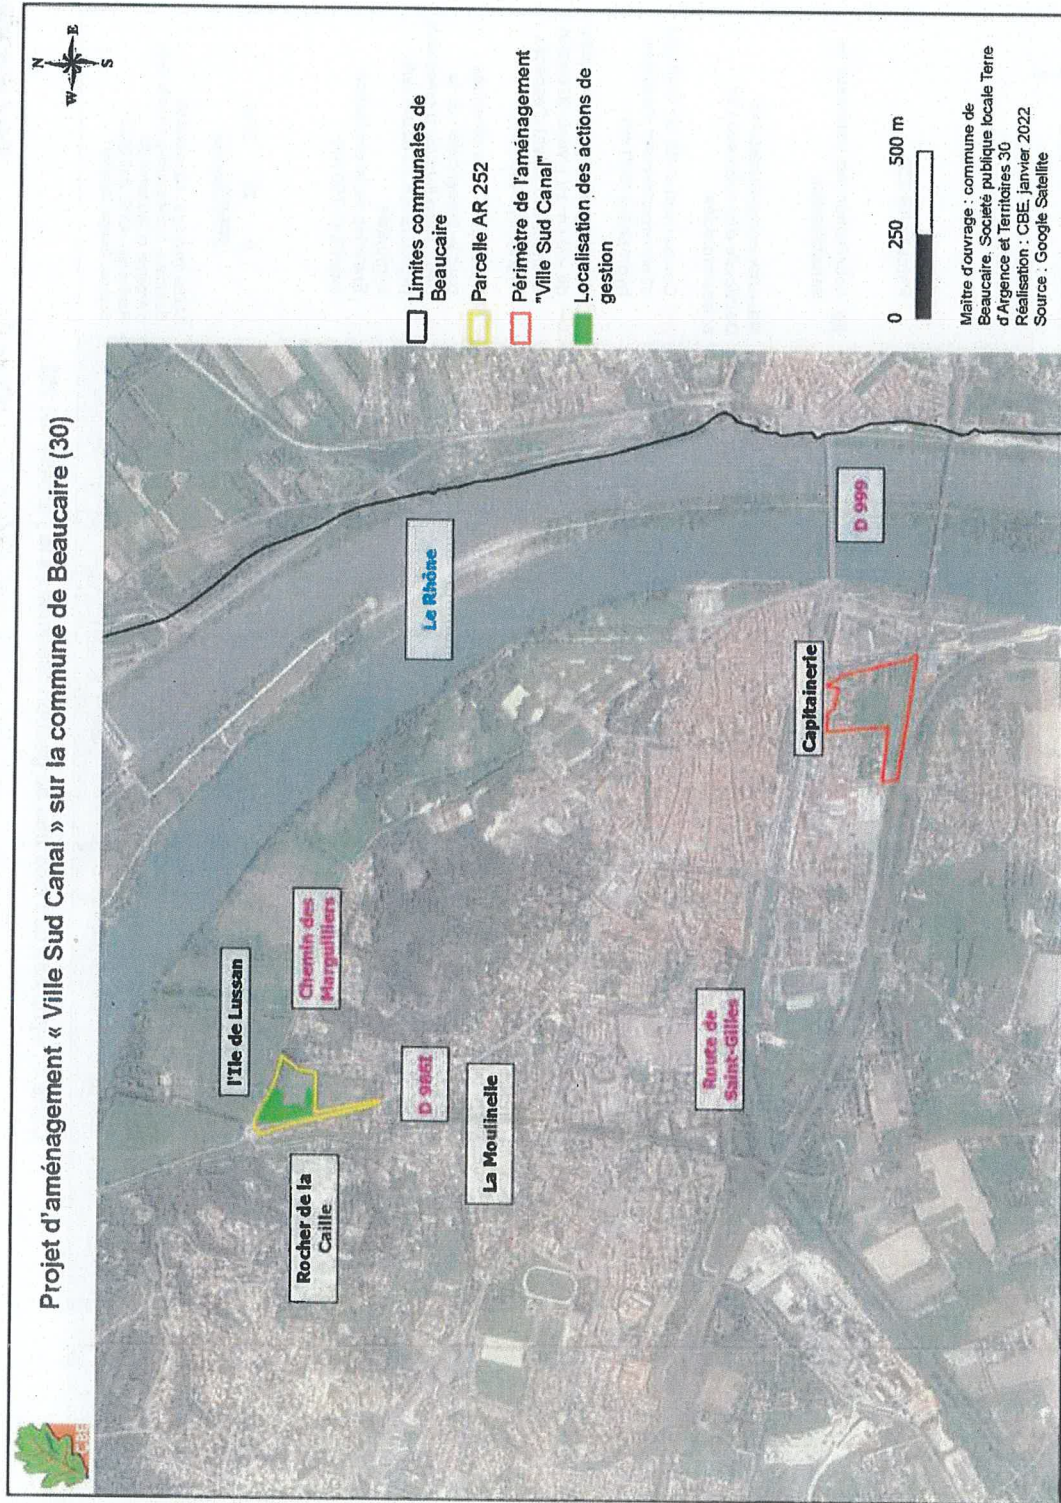 Projet d'aménagement « Ville Sud Canal » sur la commune de Beaucaire (30)
N
W
E
S
l'Ile de Lussan
Chemin des
Marguilliers
Rocher de la
Caille
D 986I
La Moulinelle
Le Rhône
Route de
Saint-Gilles
Capitainerie
D 999
Limites communales de
Beaucaire
Parcelle AR 252
Périmètre de l'aménagement
"Ville Sud Canal"
Localisation des actions de
gestion
0 250 500 m
Maître d'ouvrage : commune de
Beaucaire. Société publique locale Terre
d'Argence et Territoires 30
Réalisation : CBE, janvier 2022
Source : Google Satellite